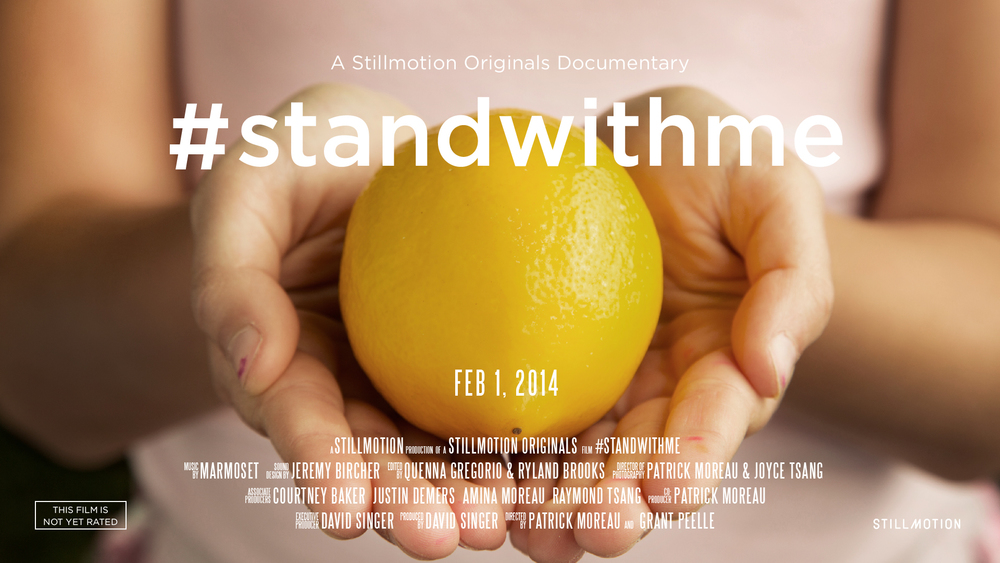 A Stillmotion Originals Documentary
#standwithme
FEB 1, 2014
A STILLMOTION PRODUCTION OF A STILLMOTION ORIGINALS FILM #STANDWITHME
MUSIC BY MARMOSET SOUND DESIGN BY JEREMY BIRCHER EDITED BY QUENNA GREGORIO & RYLAND BROOKS DIRECTOR OF PHOTOGRAPHY PATRICK MOREAU & JOYCE TSANG
ASSOCIATE PRODUCERS COURTNEY BAKER JUSTIN DEMERS AMINA MOREAU RAYMOND TSANG CO-PRODUCER PATRICK MOREAU
EXECUTIVE PRODUCER DAVID SINGER PRODUCED BY DAVID SINGER DIRECTED BY PATRICK MOREAU AND GRANT PEELLE
THIS FILM IS
NOT YET RATED
STILLMOTION